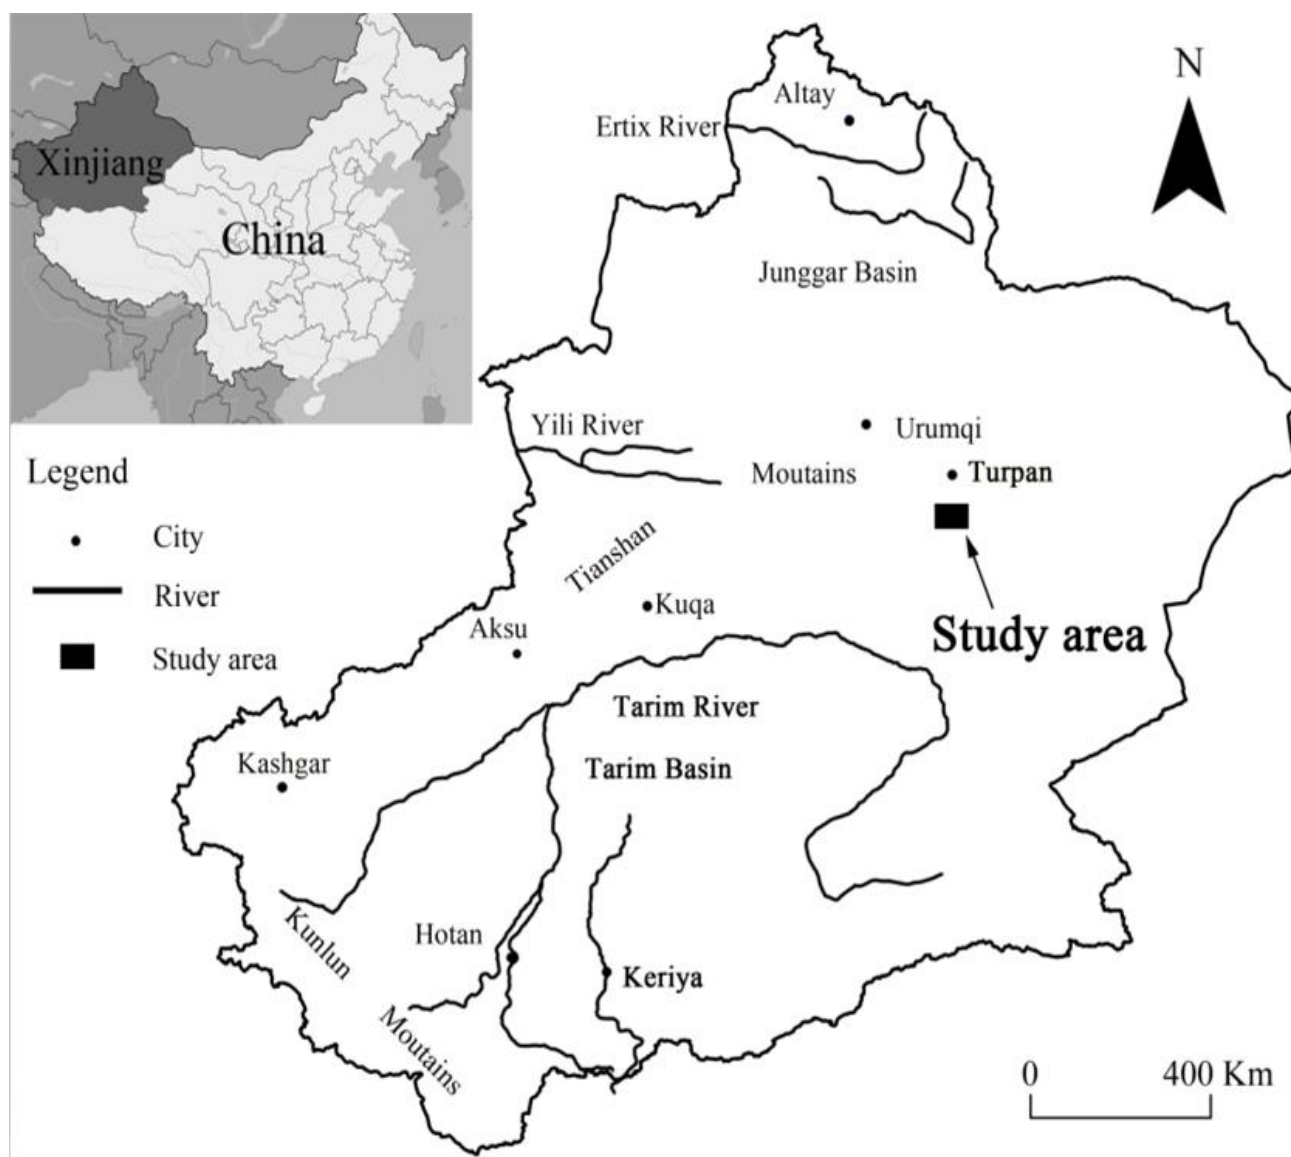 Xinjiang
China
Legend
City
River
Study area
N
Altay
Ertix River
Junggar Basin
Yili River
Urumqi
Moutains
Turpan
Tianshan
Study area
Kuqa
Aksu
Tarim River
Tarim Basin
Kashgar
Kunlun
Moutains
Hotan
Keriya
0 400 Km